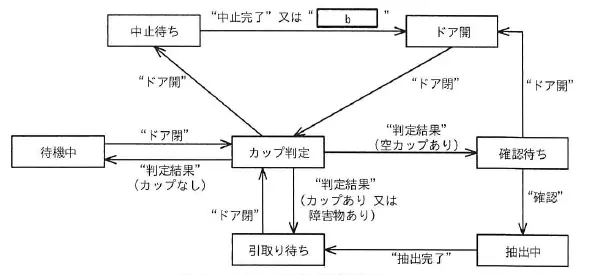 中止待ち
“中止完了” 又は “ b ”
ドア開
“ドア開”
“ドア閉”
“ドア開”
待機中
“ドア閉”
“判定結果”
(カップなし)
カップ判定
“判定結果”
(空カップあり)
確認待ち
“ドア閉”
“判定結果”
(カップあり 又は
障害物あり)
“確認”
引取り待ち
“抽出完了”
抽出中